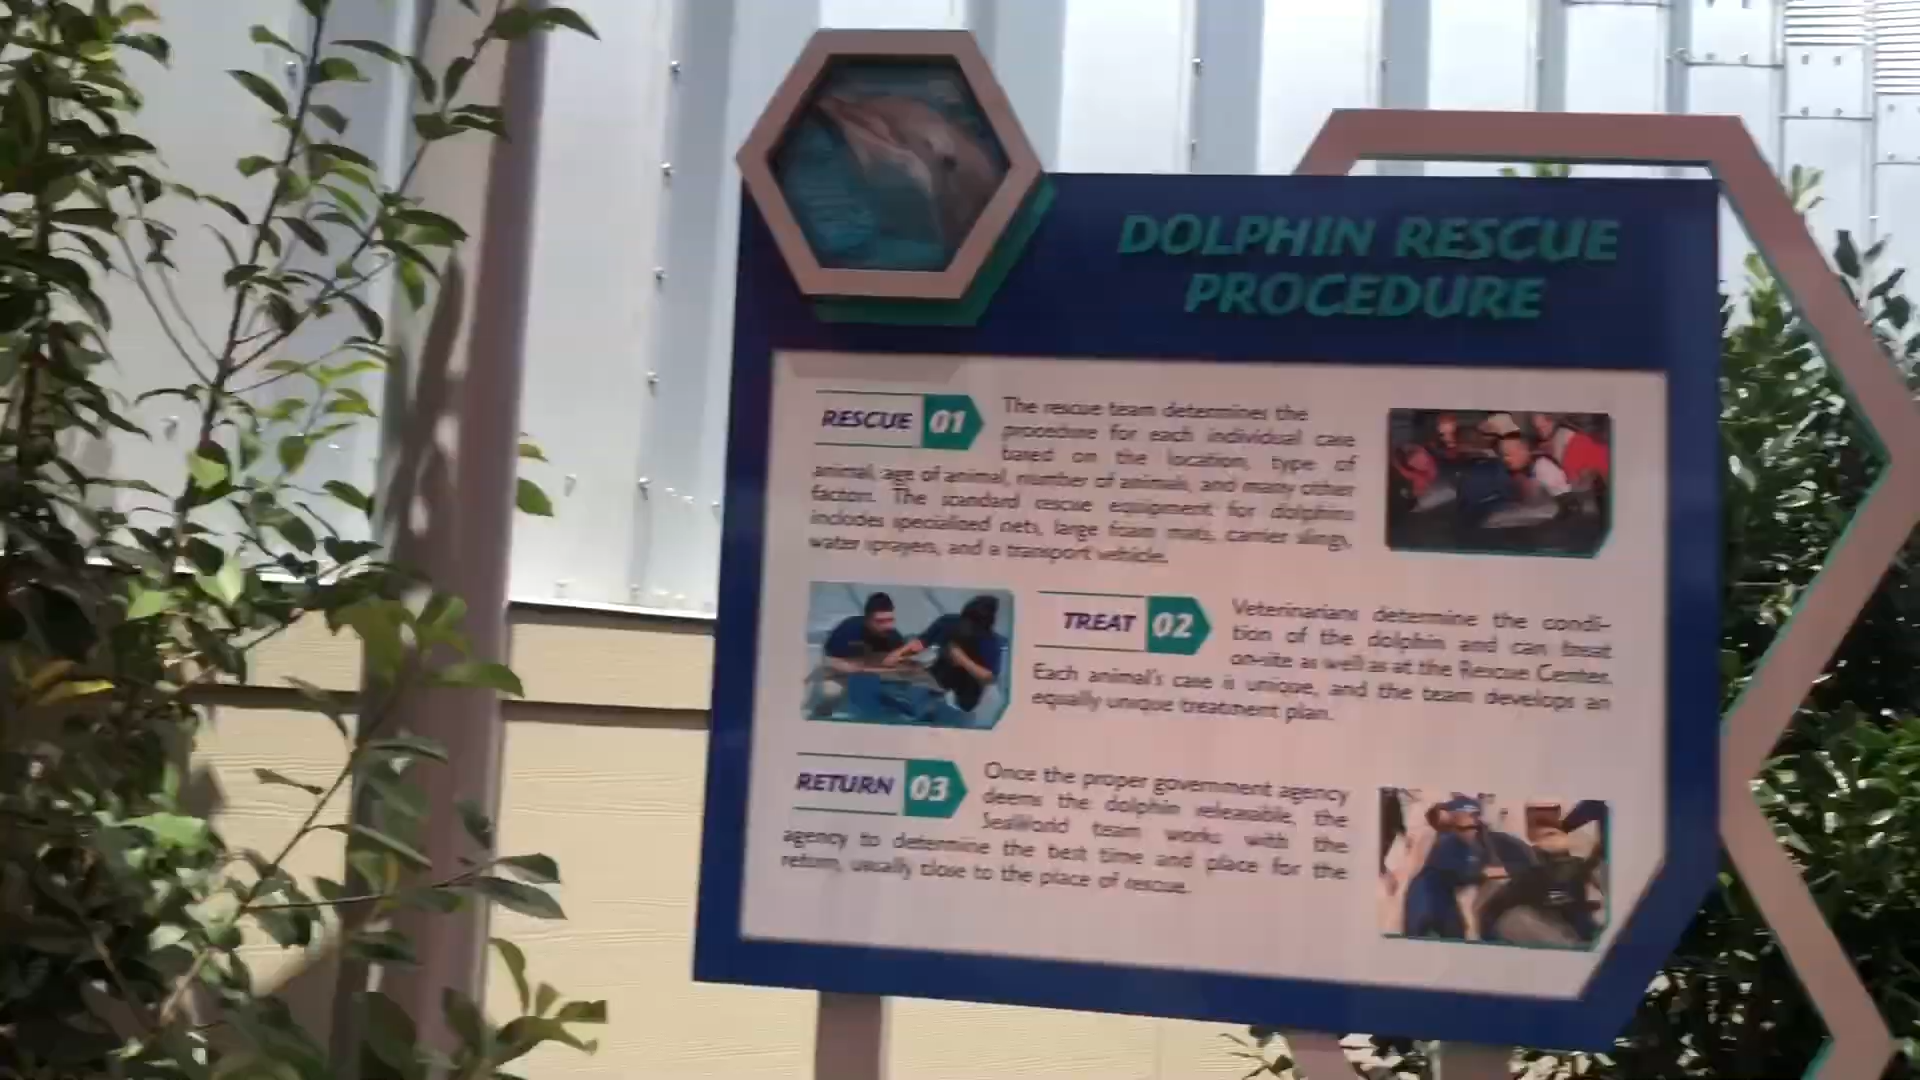 DOLPHIN RESCUE
PROCEDURE
RESCUE 01
The rescue team determines the
procedure for each individual case
based on the location, type of
animal, age of animal, number of animals, and many other
factors. The standard rescue equipment for dolphins
includes specialised nets, large foam mats, carrier slings,
water sprayers, and a transport vehicle.
TREAT 02
Veterinarians determine the condi-
tion of the dolphin and can treat
on-site as well as at the Rescue Center.
Each animal's case is unique, and the team develops an
equally unique treatment plan.
RETURN 03
Once the proper government agency
deems the dolphin releasable, the
SeaWorld team works with the
agency to determine the best time and place for the
return, usually close to the place of rescue.